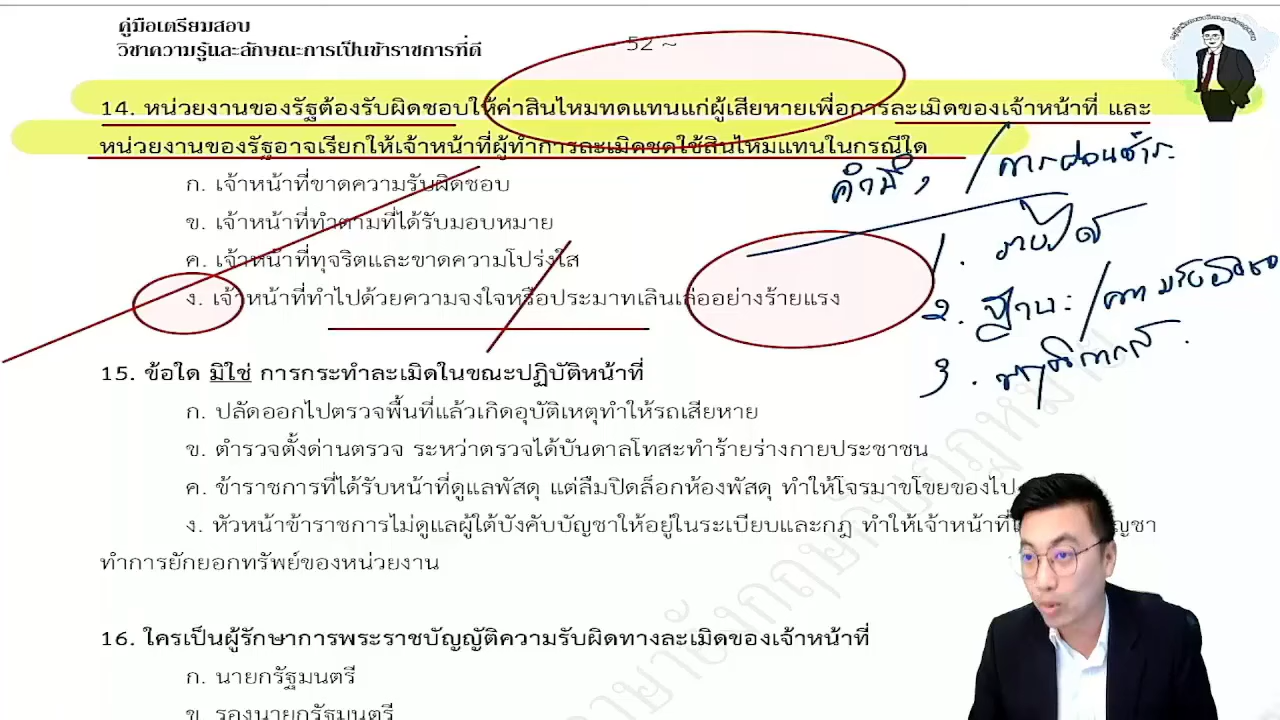 คู่มือเตรียมสอบ
วิชาความรู้และลักษณะการเป็นข้าราชการที่ดี
52 ~
14. หน่วยงานของรัฐต้องรับผิดชอบให้ค่าสินไหมทดแทนแก่ผู้เสียหายเพื่อการละเมิดของเจ้าหน้าที่ และ
หน่วยงานของรัฐอาจเรียกให้เจ้าหน้าที่ผู้ทำการละเมิดชดใช้สินไหมแทนในกรณีใด
ก. เจ้าหน้าที่ขาดความรับผิดชอบ
ข. เจ้าหน้าที่ทำตามที่ได้รับมอบหมาย
ค. เจ้าหน้าที่ทุจริตและขาดความโปร่งใส
ง. เจ้าหน้าที่ทำไปด้วยความจงใจหรือประมาทเลินเล่ออย่างร้ายแรง
คำนึง / การผ่อนชำระ
1. รายได้
2. ฐานะ /
3.
15. ข้อใด มิใช่ การกระทำละเมิดในขณะปฏิบัติหน้าที่
ก. ปลัดออกไปตรวจพื้นที่แล้วเกิดอุบัติเหตุทำให้รถเสียหาย
ข. ตำรวจตั้งด่านตรวจ ระหว่าตรวจได้บันดาลโทสะทำร้ายร่างกายประชาชน
ค. ข้าราชการที่ได้รับหน้าที่ดูแลพัสดุ แต่ลืมปิดล็อกห้องพัสดุ ทำให้โจรมาขโยของไป
ง. หัวหน้าข้าราชการไม่ดูแลผู้ใต้บังคับบัญชาให้อยู่ในระเบียบและกฎ ทำให้เจ้าหน้าที่
ทำการยักยอกทรัพย์ของหน่วยงาน
16. ใครเป็นผู้รักษาการพระราชบัญญัติความรับผิดทางละเมิดของเจ้าหน้าที่
ก. นายกรัฐมนตรี
ข. รองนายกรัฐมนตรี